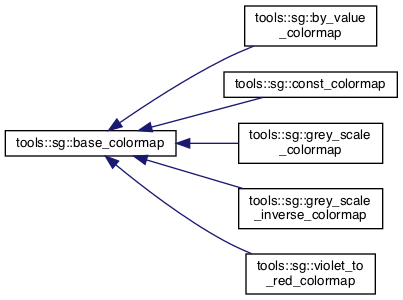 tools::sg::by_value
_colormap
tools::sg::const_colormap
tools::sg::base_colormap
tools::sg::grey_scale
_colormap
tools::sg::grey_scale
_inverse_colormap
tools::sg::violet_to
_red_colormap